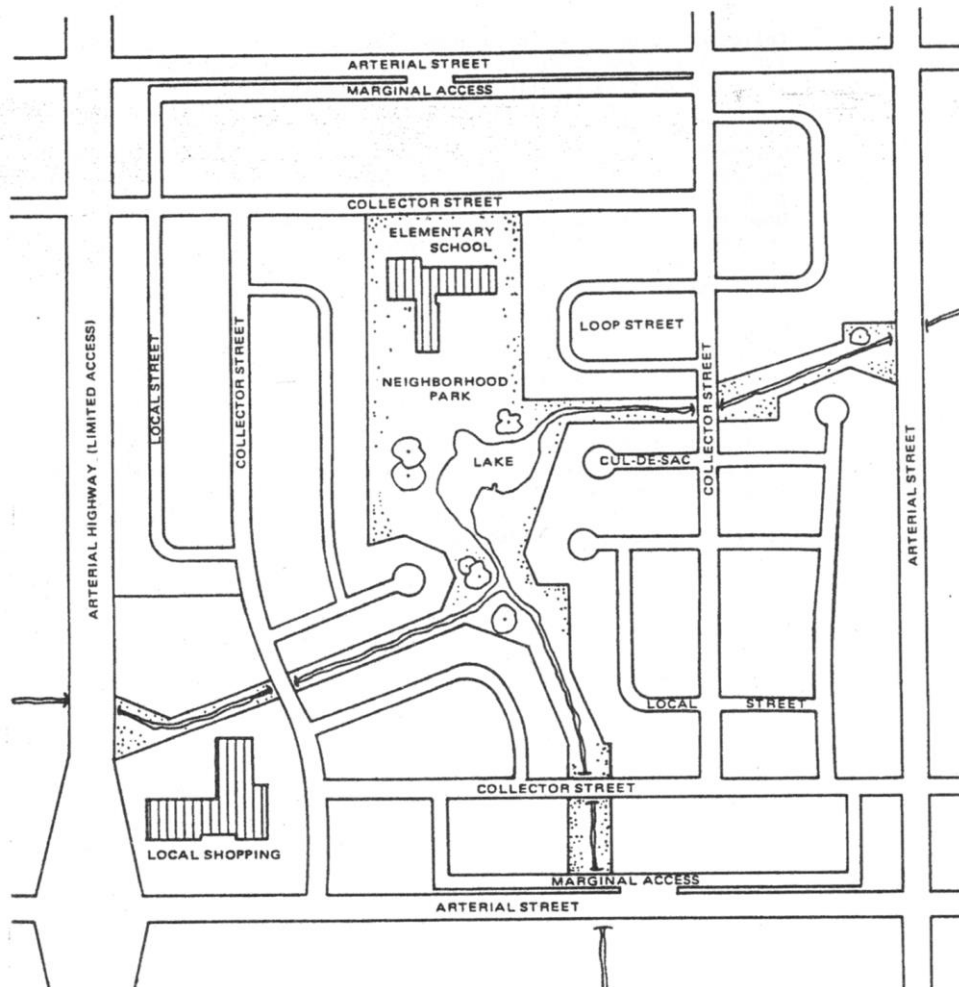 ARTERIAL STREET
MARGINAL ACCESS
COLLECTOR STREET
ELEMENTARY
SCHOOL
LOOP STREET
ARTERIAL HIGHWAY (LIMITED ACCESS)
LOCAL STREET
COLLECTOR STREET
NEIGHBORHOOD
PARK
LAKE
CUL-DE-SAC
COLLECTOR STREET
ARTERIAL STREET
LOCAL STREET
COLLECTOR STREET
LOCAL SHOPPING
MARGINAL ACCESS
ARTERIAL STREET